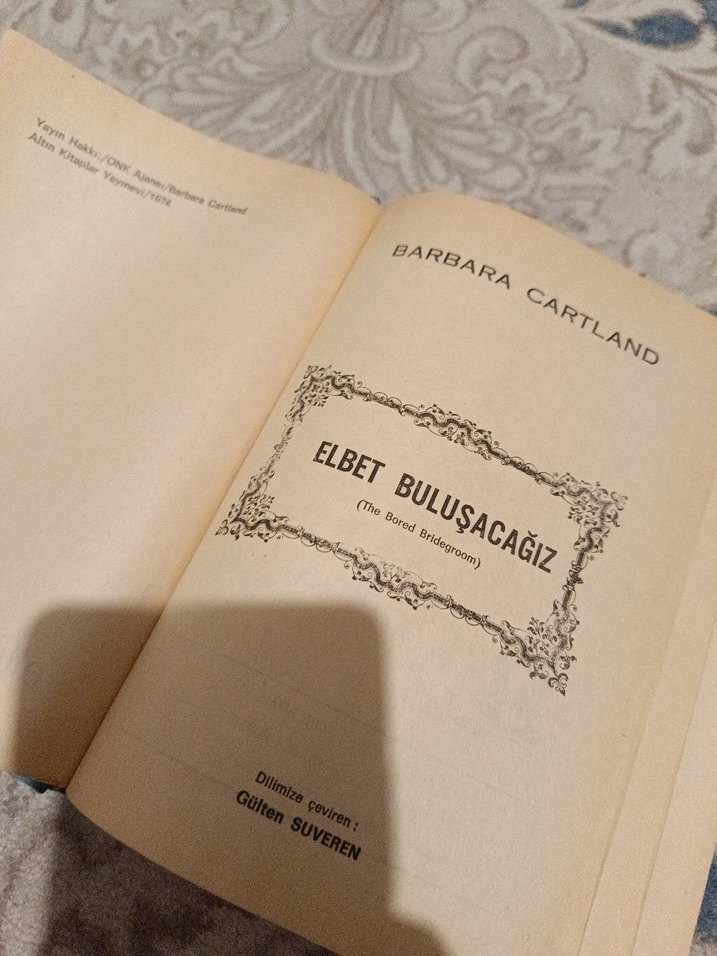 Yayın Hakkı:/ONK Ajansı/Barbara Cartland
Altın Kitaplar Yayınevi/1974
BARBARA CARTLAND
ELBET BULUŞACAĞIZ
(The Bored Bridegroom)
Dilimize çeviren :
Gülten SUVEREN